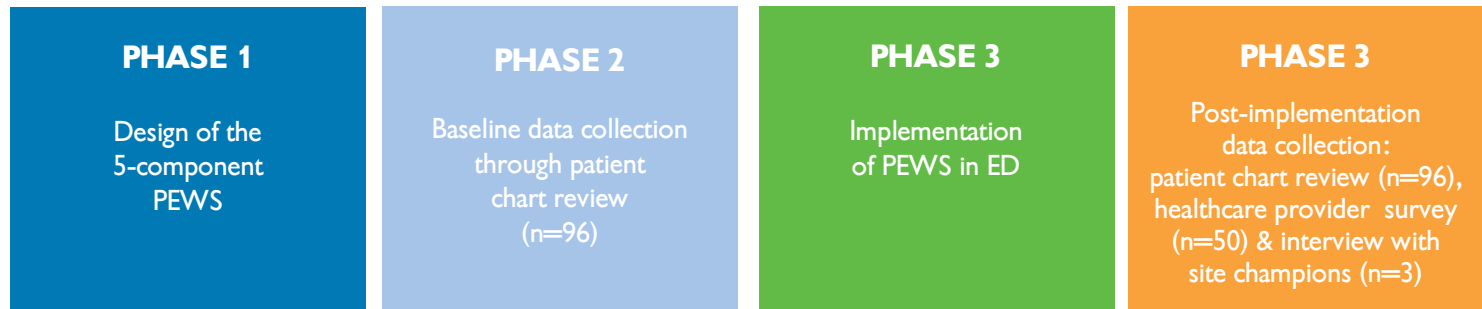 PHASE 1
Design of the
5-component
PEWS
PHASE 2
Baseline data collection
through patient
chart review
(n=96)
PHASE 3
Implementation
of PEWS in ED
PHASE 3
Post-implementation
data collection:
patient chart review (n=96),
healthcare provider survey
(n=50) & interview with
site champions (n=3)